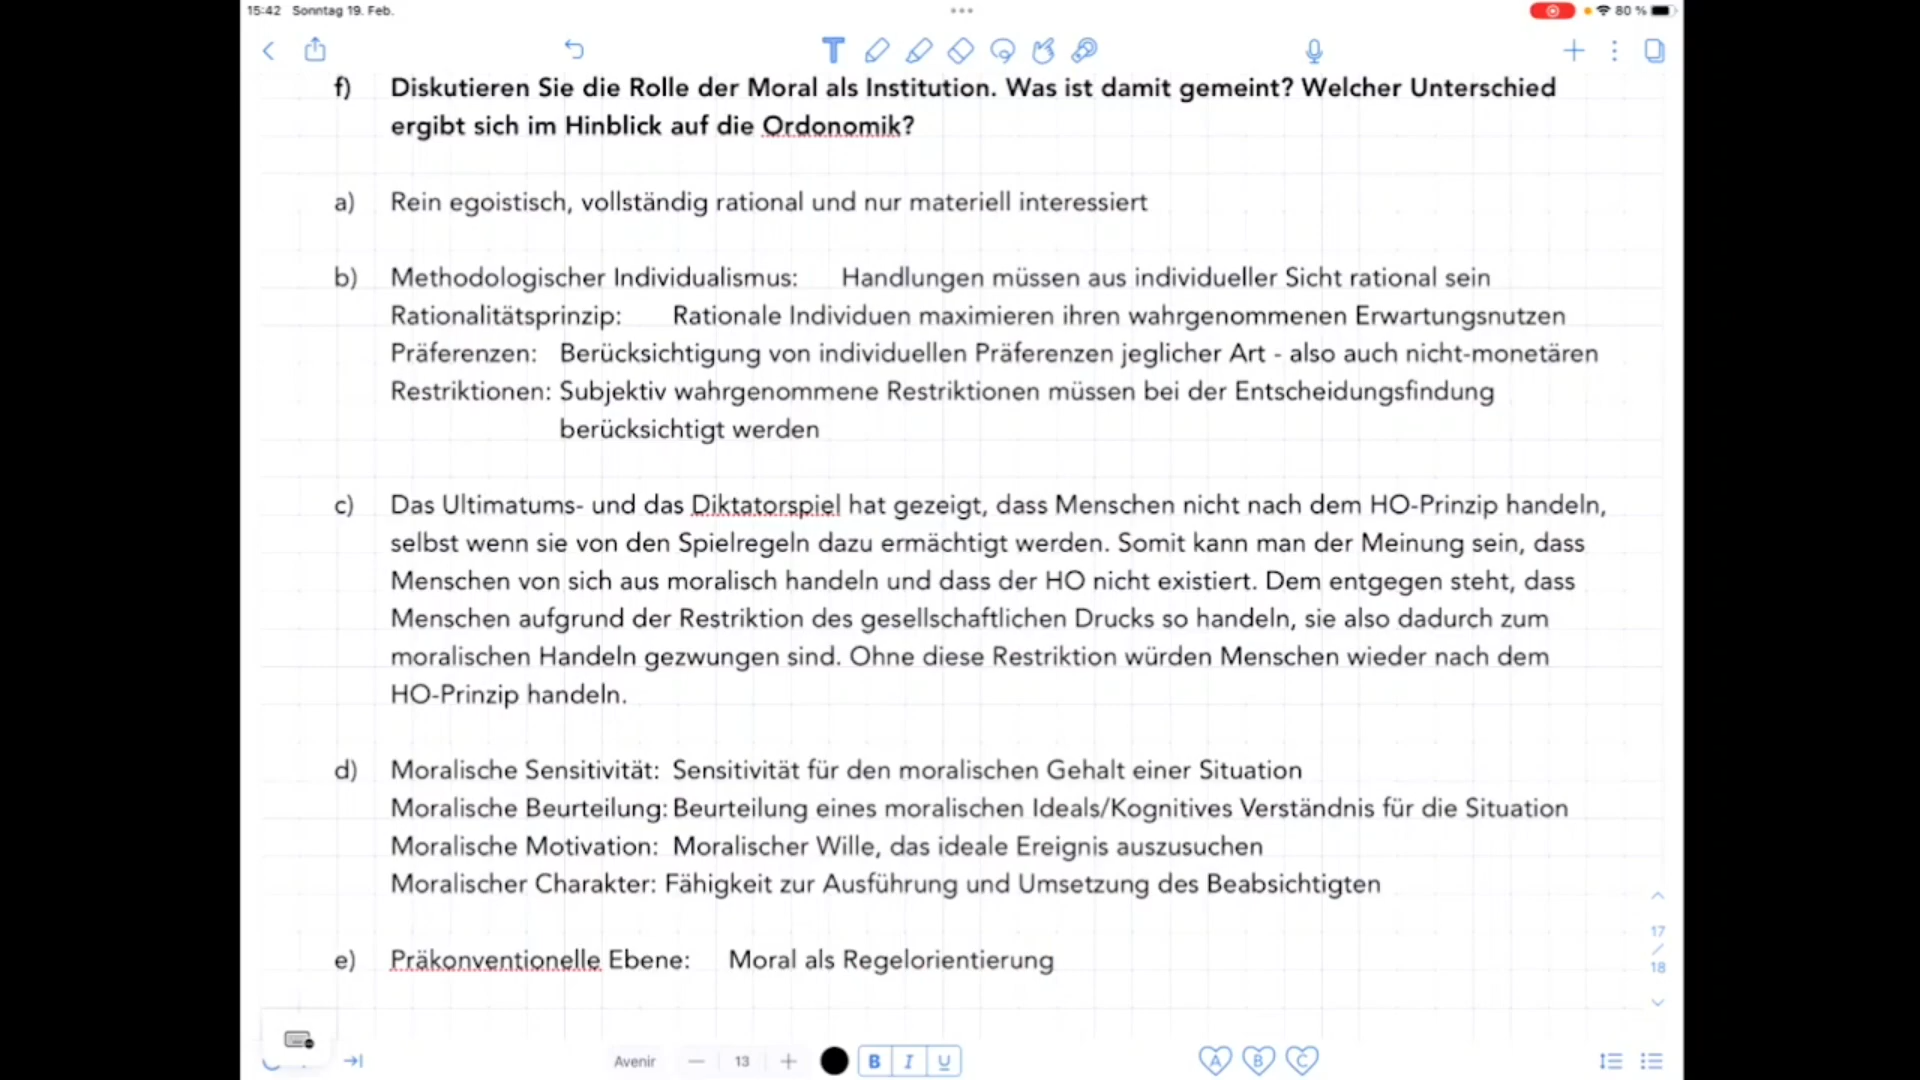 15:42 Sonntag 19. Feb.
80 %
f) Diskutieren Sie die Rolle der Moral als Institution. Was ist damit gemeint? Welcher Unterschied
ergibt sich im Hinblick auf die Ordonomik?
a) Rein egoistisch, vollständig rational und nur materiell interessiert
b) Methodologischer Individualismus: Handlungen müssen aus individueller Sicht rational sein
Rationalitätsprinzip: Rationale Individuen maximieren ihren wahrgenommenen Erwartungsnutzen
Präferenzen: Berücksichtigung von individuellen Präferenzen jeglicher Art - also auch nicht-monetären
Restriktionen: Subjektiv wahrgenommene Restriktionen müssen bei der Entscheidungsfindung
berücksichtigt werden
c) Das Ultimatums- und das Diktatorspiel hat gezeigt, dass Menschen nicht nach dem HO-Prinzip handeln,
selbst wenn sie von den Spielregeln dazu ermächtigt werden. Somit kann man der Meinung sein, dass
Menschen von sich aus moralisch handeln und dass der HO nicht existiert. Dem entgegen steht, dass
Menschen aufgrund der Restriktion des gesellschaftlichen Drucks so handeln, sie also dadurch zum
moralischen Handeln gezwungen sind. Ohne diese Restriktion würden Menschen wieder nach dem
HO-Prinzip handeln.
d) Moralische Sensitivität: Sensitivität für den moralischen Gehalt einer Situation
Moralische Beurteilung: Beurteilung eines moralischen Ideals/Kognitives Verständnis für die Situation
Moralische Motivation: Moralischer Wille, das ideale Ereignis auszusuchen
Moralischer Charakter: Fähigkeit zur Ausführung und Umsetzung des Beabsichtigten
e) Präkonventionelle Ebene: Moral als Regelorientierung
17
/
18
Avenir — 13 + B I U A B C